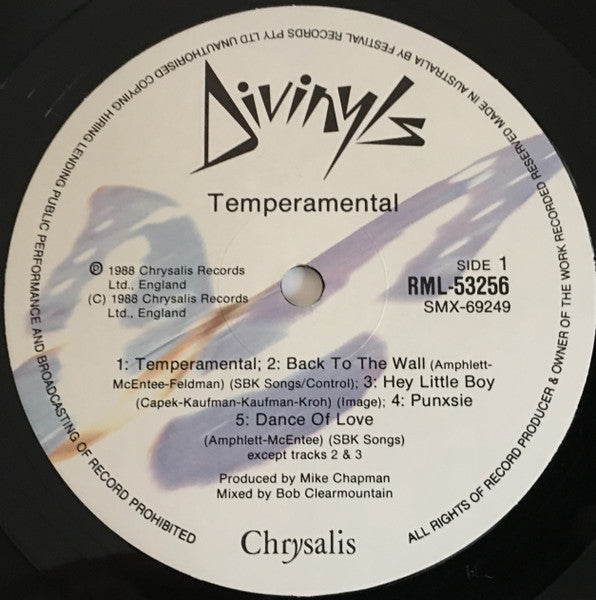 Divinyls
Temperamental
℗ 1988 Chrysalis Records
Ltd., England
(C) 1988 Chrysalis Records
Ltd., England
SIDE 1
RML-53256
SMX-69249
1: Temperamental; 2: Back To The Wall (Amphlett-
McEntee-Feldman) (SBK Songs/Control); 3: Hey Little Boy
(Capek-Kaufman-Kaufman-Kroh) (Image); 4: Punxsie
5: Dance Of Love
(Amphlett-McEntee) (SBK Songs)
except tracks 2 & 3
Produced by Mike Chapman
Mixed by Bob Clearmountain
Chrysalis
ALL RIGHTS OF RECORD PRODUCER & OWNER OF THE WORK RECORDED RESERVED MADE IN AUSTRALIA BY FESTIVAL RECORDS PTY LTD UNAUTHORISED COPYING HIRING LENDING PUBLIC PERFORMANCE AND BROADCASTING OF RECORD PROHIBITED